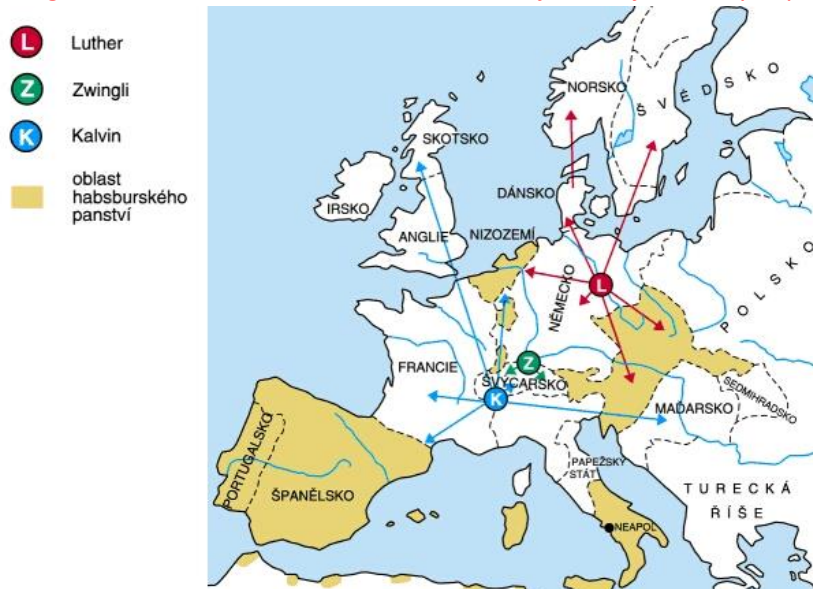 L Luther
Z Zwingli
K Kalvin
oblast
habsburského
panství
NORSKO
ŠVÉDSKO
SKOTSKO
DÁNSKO
IRSKO
ANGLIE
NIZOZEMÍ
NĚMECKO
L
POLSKO
FRANCIE
Z
ŠVÝCARSKO
K
SEDMIHRADSKO
MAĎARSKO
PORTUGALSKO
ŠPANĚLSKO
PAPEŽSKÝ
STÁT
NEAPOL
TURECKÁ
ŘÍŠE